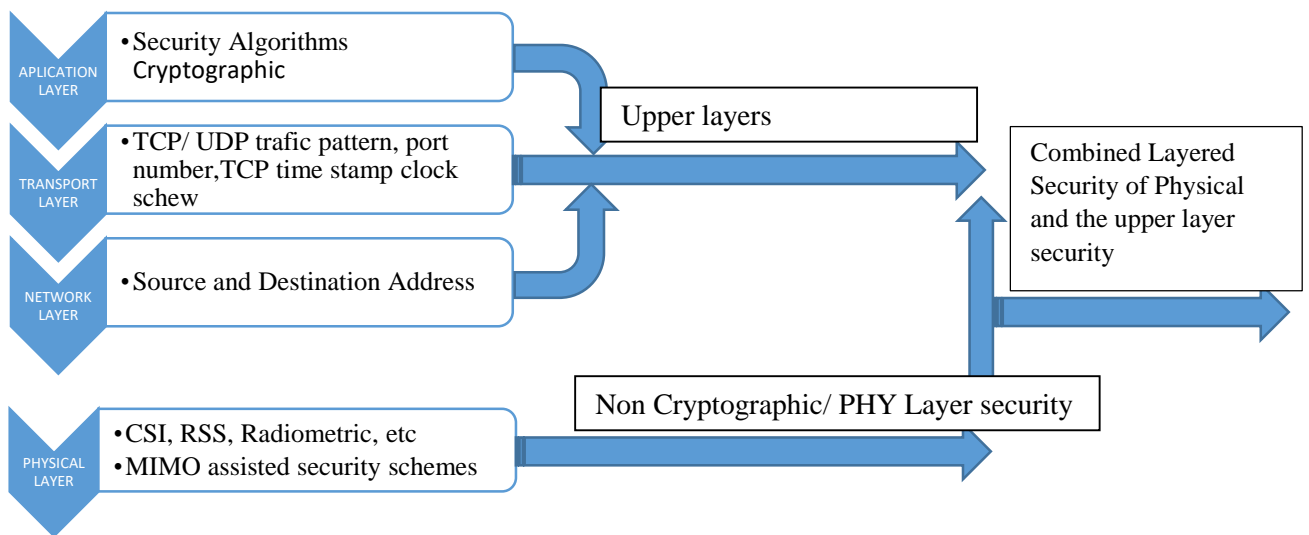 APLICATION
LAYER
•Security Algorithms
Cryptographic
TRANSPORT
LAYER
•TCP/ UDP trafic pattern, port
number,TCP time stamp clock
schew
NETWORK
LAYER
•Source and Destination Address
Upper layers
Combined Layered
Security of Physical
and the upper layer
security
Non Cryptographic/ PHY Layer security
PHYSICAL
LAYER
•CSI, RSS, Radiometric, etc
•MIMO assisted security schemes